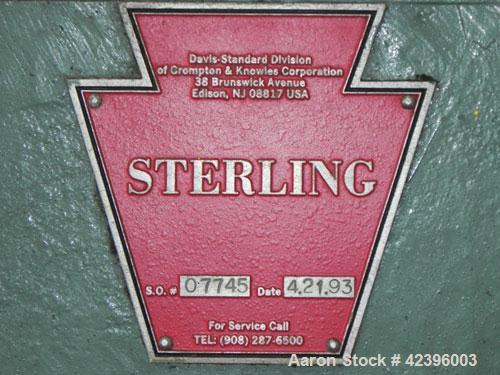 Davis-Standard Division
of Crompton & Knowles Corporation
38 Brunswick Avenue
Edison, NJ 08817 USA
STERLING
S.O. # 07745 Date 4.21.93
For Service Call
TEL: (908) 287-6500
Aaron Stock # 42396003